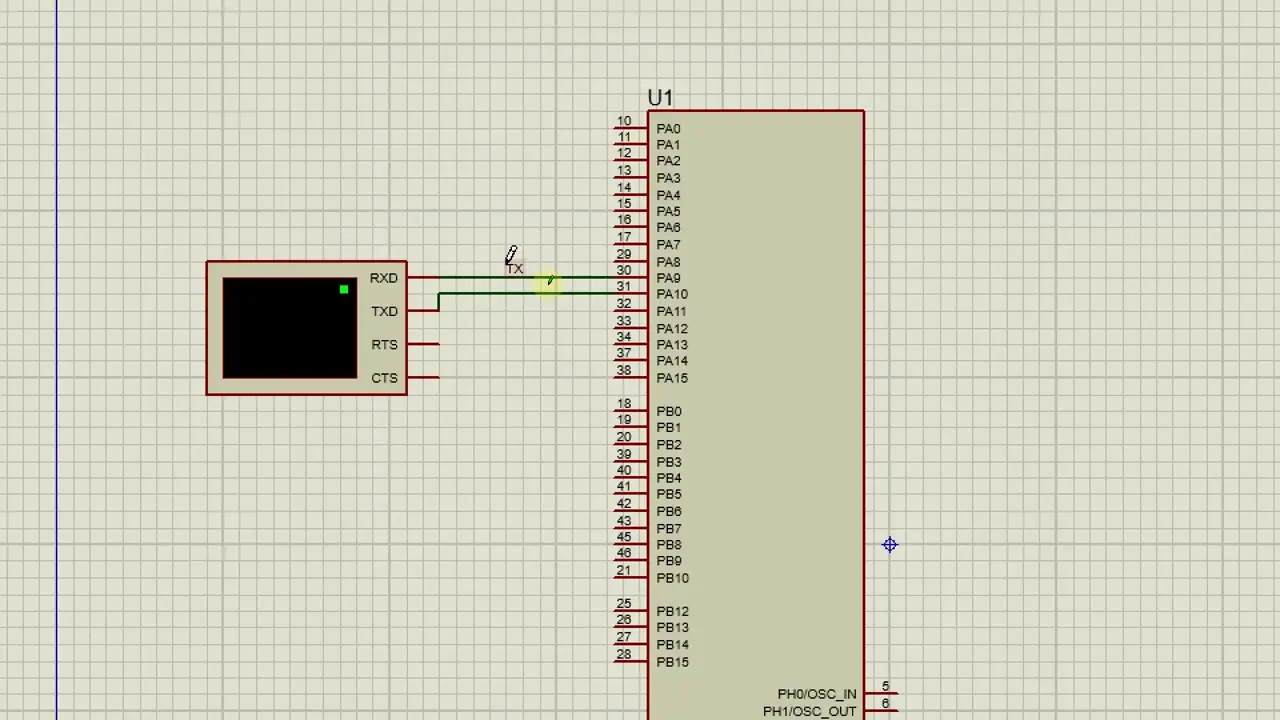 U1
10 PA0
11 PA1
12 PA2
13 PA3
14 PA4
15 PA5
16 PA6
17 PA7
29 PA8
30 PA9
31 PA10
32 PA11
33 PA12
34 PA13
37 PA14
38 PA15
TX
RXD
TXD
RTS
CTS
18 PB0
19 PB1
20 PB2
39 PB3
40 PB4
41 PB5
42 PB6
43 PB7
45 PB8
46 PB9
21 PB10
25 PB12
26 PB13
27 PB14
28 PB15
PH0/OSC_IN 5
PH1/OSC_OUT 6